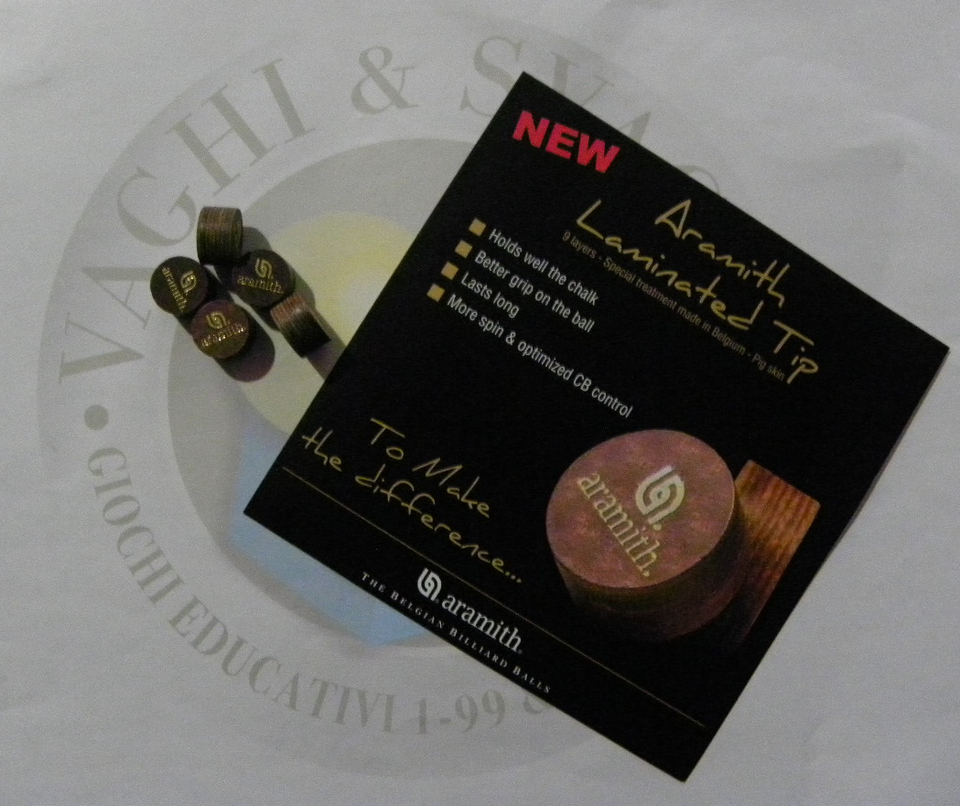 VAGHI & SVA
• GIOCHI EDUCATIVI 1-99 &
aramith
aramith.
aramith
NEW
Aramith
Laminated Tip
9 layers - Special treatment made in Belgium - Pig skin
Holds well the chalk
Better grip on the ball
Lasts long
More spin & optimized CB control
To Make
the difference...
aramith.
aramith
THE BELGIAN BILLIARD BALLS